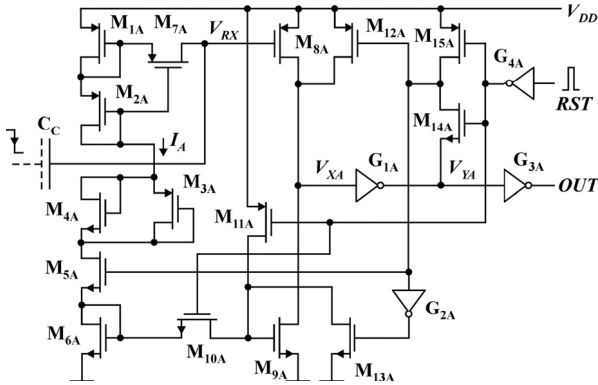 M1A M7A VRX M8A M12A M15A VDD
G4A
RST
M2A
M14A
CC IA
VXA G1A VYA G3A OUT
M3A
M4A M11A
M5A
G2A
M6A
M10A M9A M13A